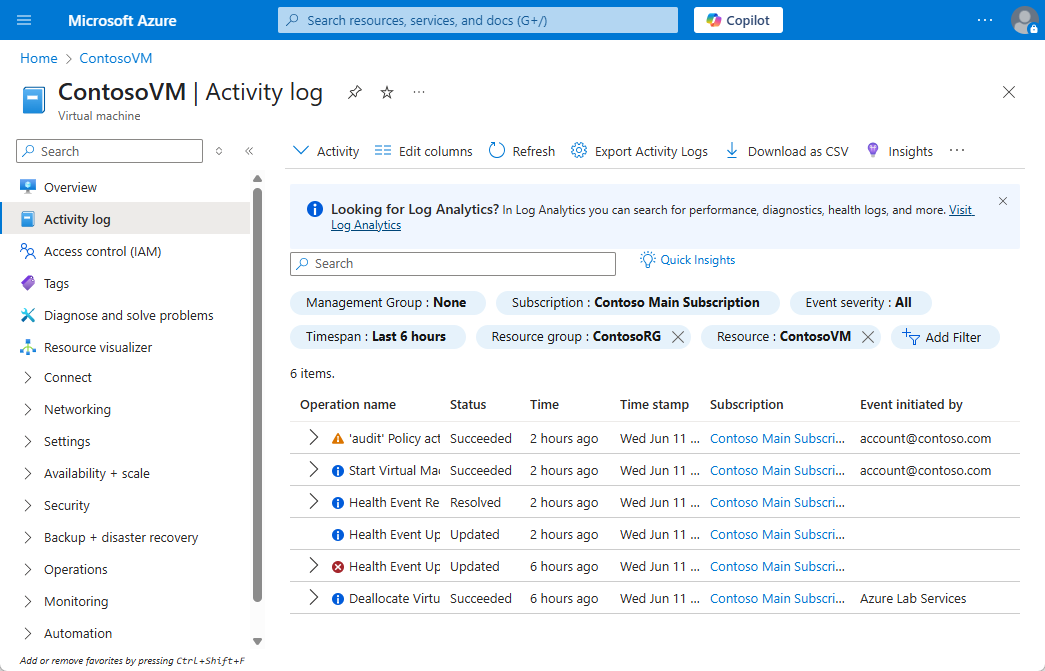 Microsoft Azure
Search resources, services, and docs (G+/)
Copilot
Home > ContosoVM
ContosoVM | Activity log
Virtual machine
Search
Overview
Activity log
Access control (IAM)
Tags
Diagnose and solve problems
Resource visualizer
Connect
Networking
Settings
Availability + scale
Security
Backup + disaster recovery
Operations
Monitoring
Automation
Add or remove favorites by pressing Ctrl+Shift+F
Activity Edit columns Refresh Export Activity Logs Download as CSV Insights
Looking for Log Analytics? In Log Analytics you can search for performance, diagnostics, health logs, and more. Visit
Log Analytics
Search
Quick Insights
Management Group : None Subscription : Contoso Main Subscription Event severity : All
Timespan : Last 6 hours Resource group : ContosoRG Resource : ContosoVM Add Filter
6 items.
Operation name Status Time Time stamp Subscription Event initiated by
'audit' Policy act Succeeded 2 hours ago Wed Jun 11 ... Contoso Main Subscri... account@contoso.com
Start Virtual Mac Succeeded 2 hours ago Wed Jun 11 ... Contoso Main Subscri... account@contoso.com
Health Event Re Resolved 2 hours ago Wed Jun 11 ... Contoso Main Subscri...
Health Event Up Updated 2 hours ago Wed Jun 11 ... Contoso Main Subscri...
Health Event Up Updated 6 hours ago Wed Jun 11 ... Contoso Main Subscri...
Deallocate Virtu Succeeded 6 hours ago Wed Jun 11 ... Contoso Main Subscri... Azure Lab Services